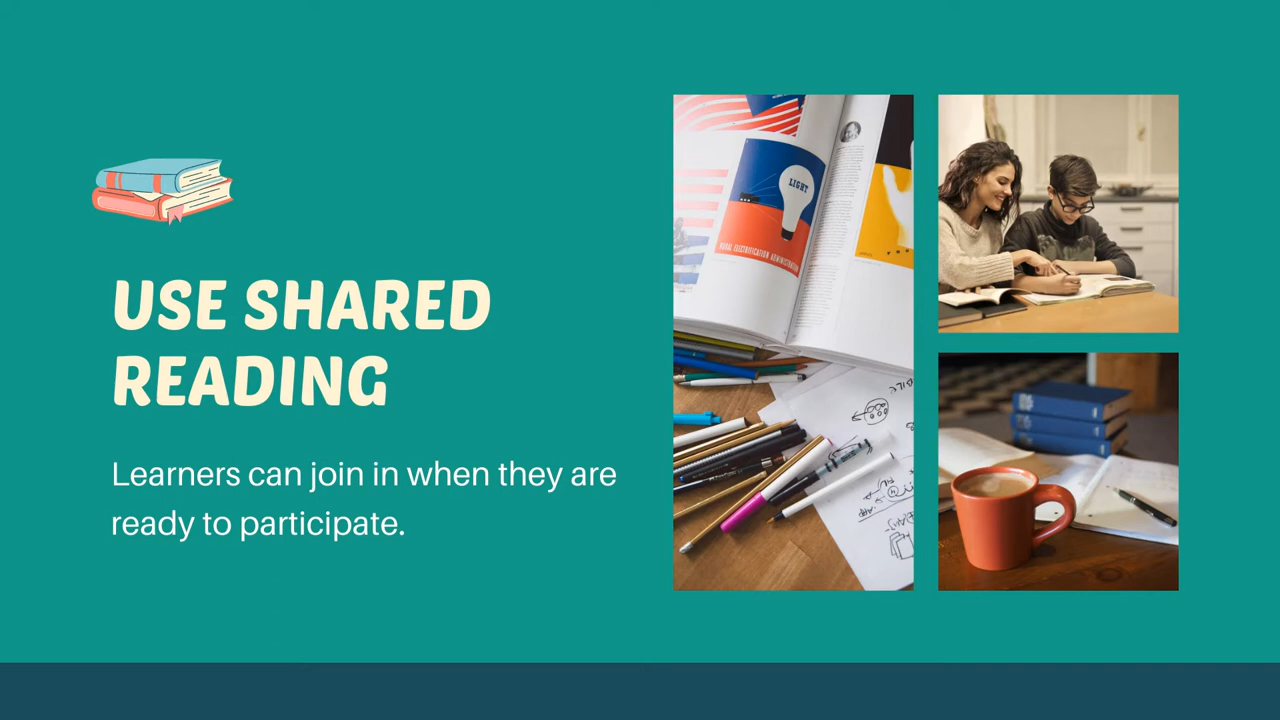 USE SHARED
READING
Learners can join in when they are
ready to participate.
LIGHT
RURAL ELECTRIFICATION ADMINISTRATION